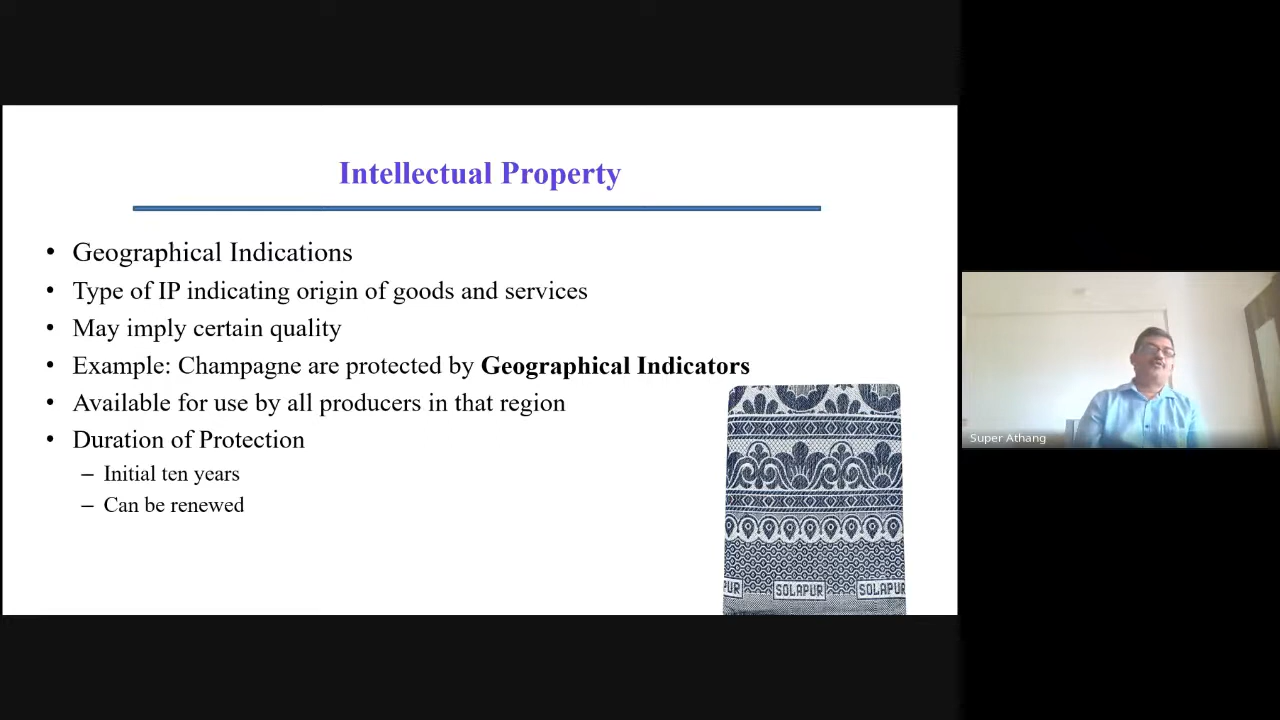 Intellectual Property
• Geographical Indications
• Type of IP indicating origin of goods and services
• May imply certain quality
• Example: Champagne are protected by Geographical Indicators
• Available for use by all producers in that region
• Duration of Protection
– Initial ten years
– Can be renewed
PUR SOLAPUR SOLAPUR
Super Athang